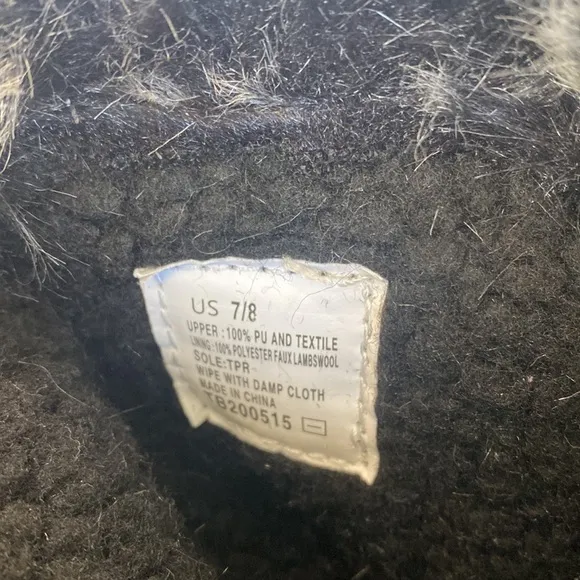 US 7/8
UPPER :100% PU AND TEXTILE
LINING:100% POLYESTER FAUX LAMBSWOOL
SOLE:TPR
WIPE WITH DAMP CLOTH
MADE IN CHINA
TB200515